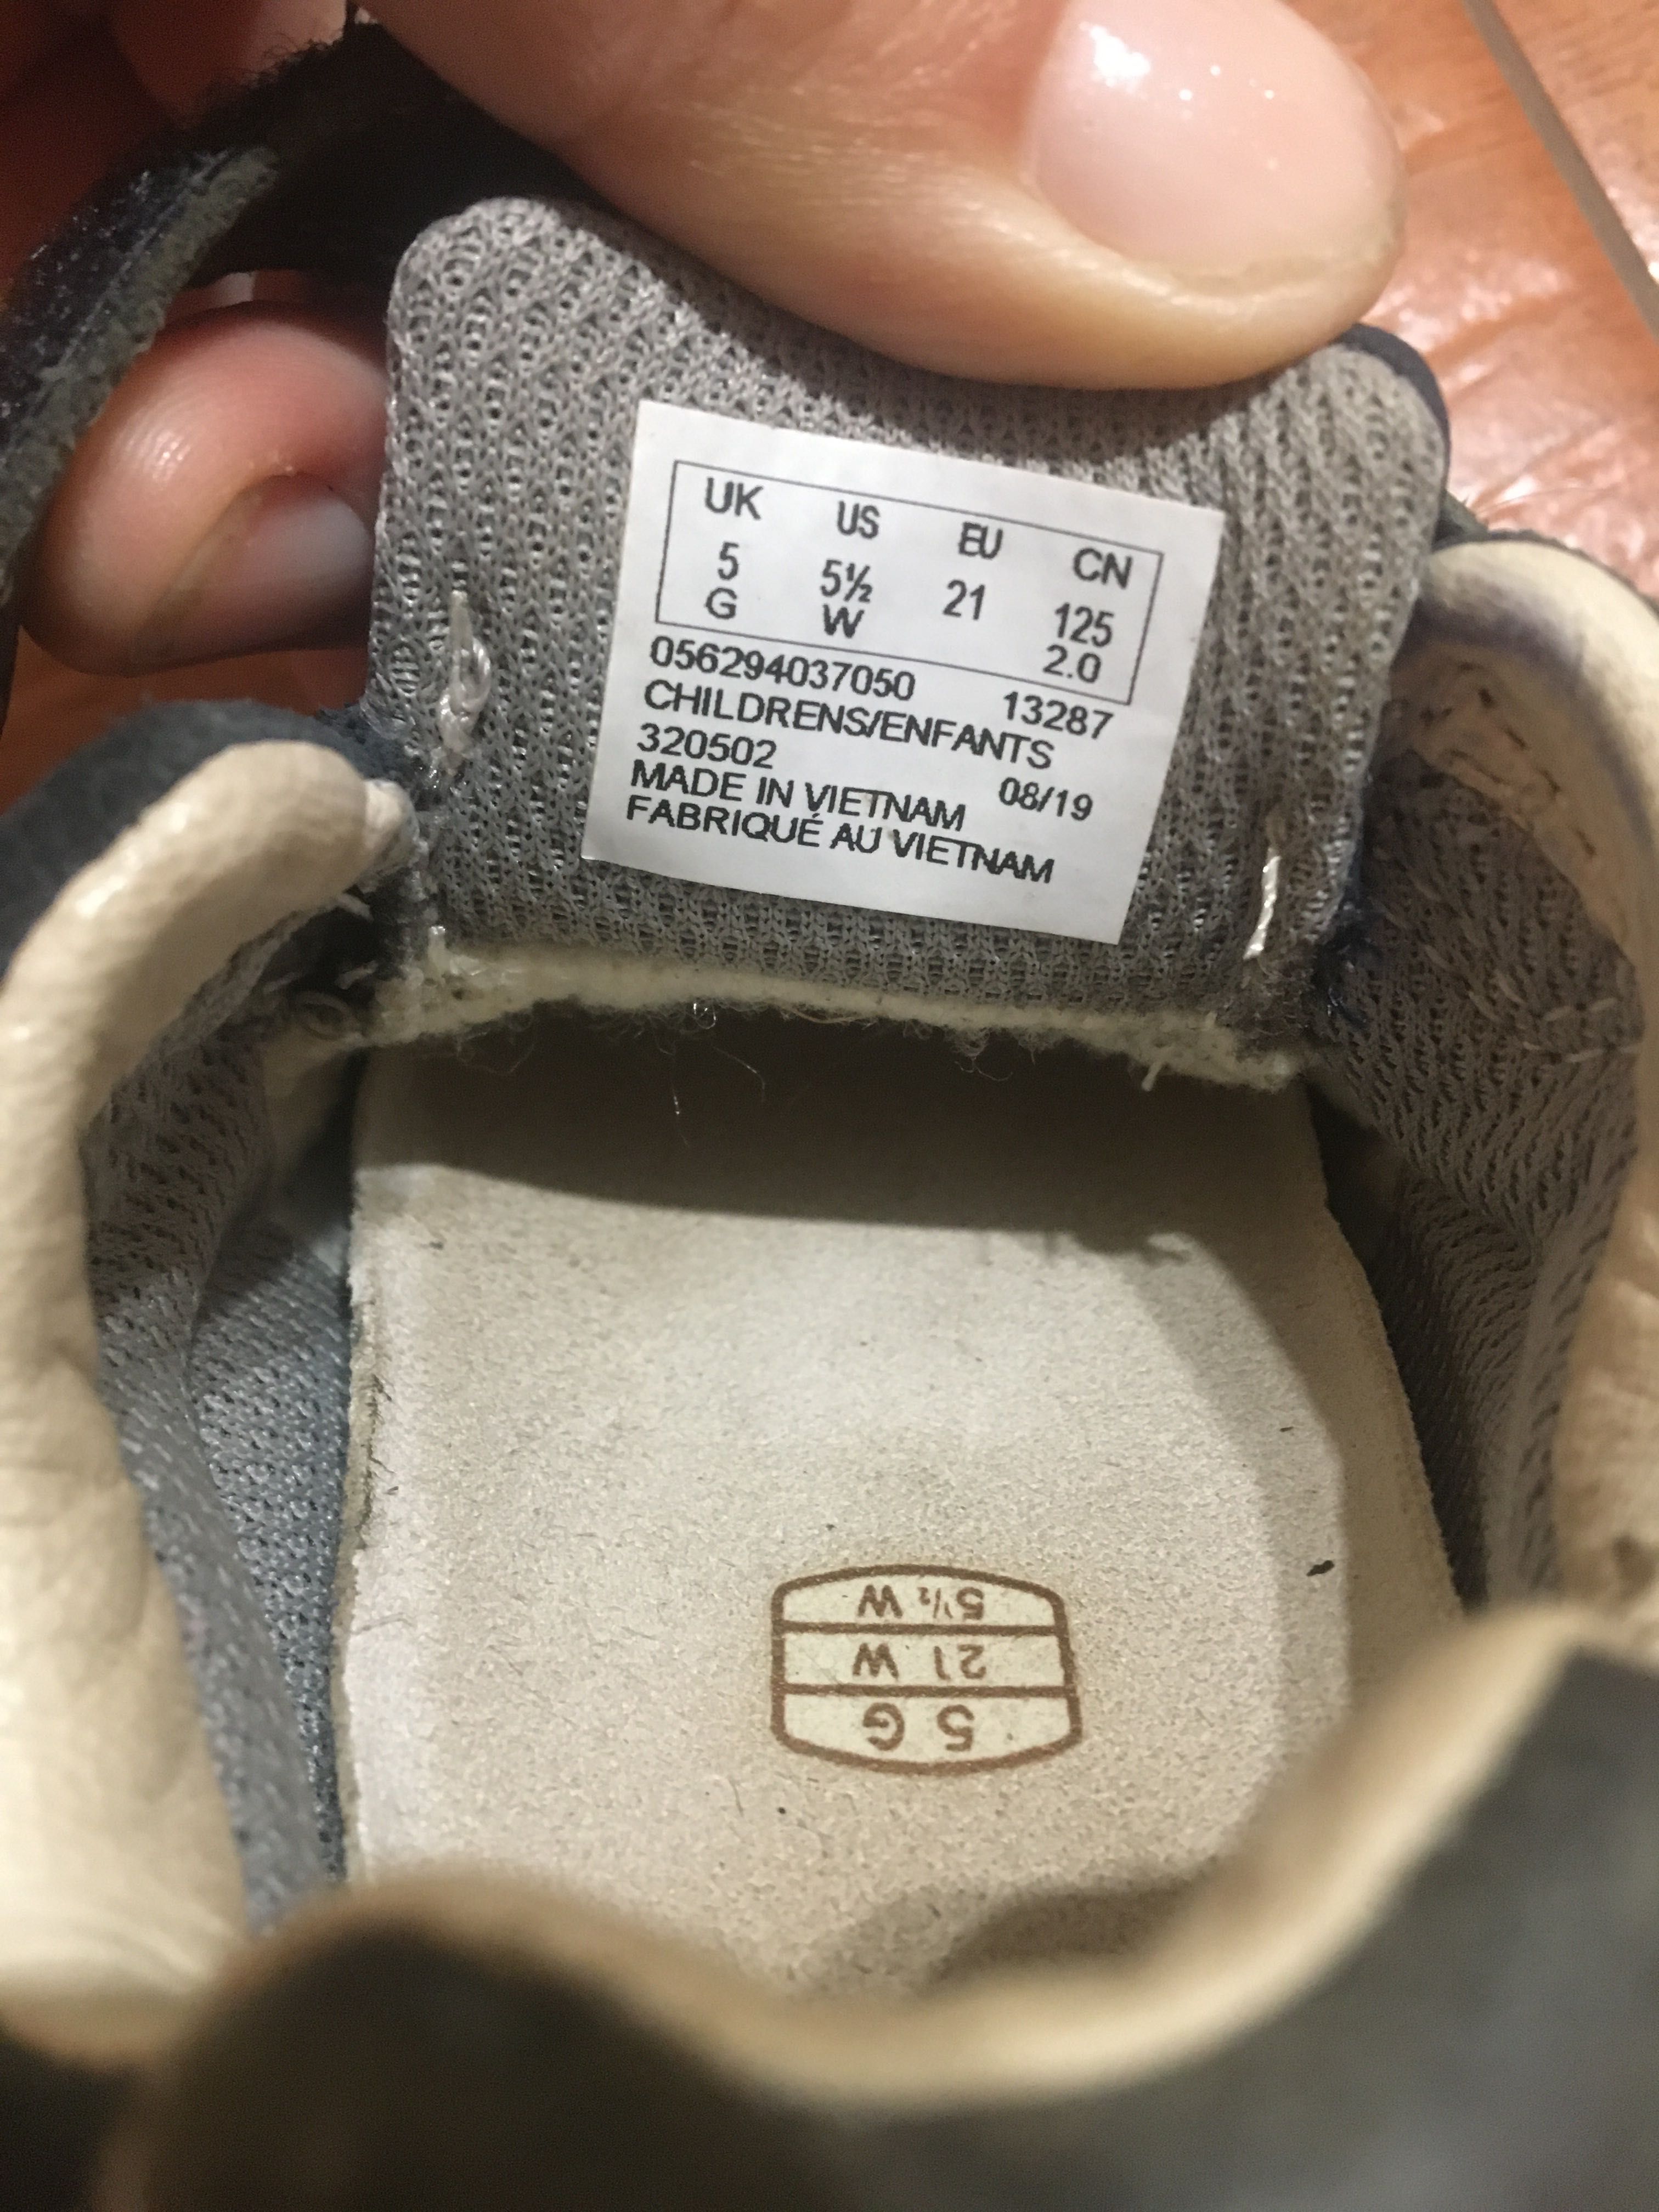 UK US EU CN
5 5½ 21 125
G W 2.0
056294037050 13287
CHILDRENS/ENFANTS
320502 08/19
MADE IN VIETNAM
FABRIQUÉ AU VIETNAM
5 G
21 W
5½ W